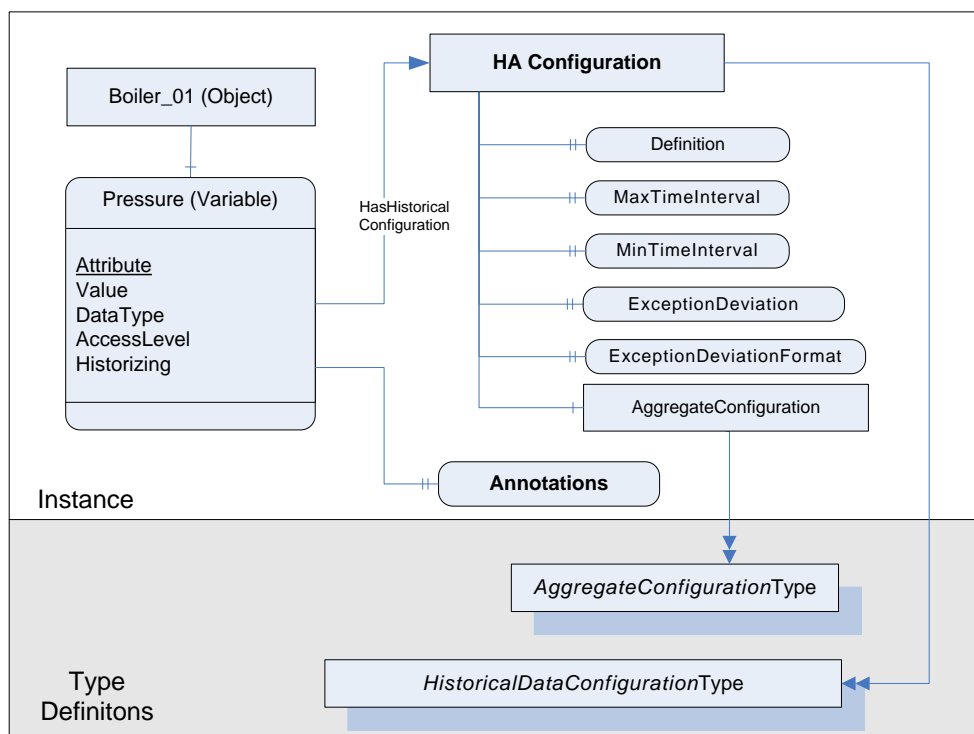 HA Configuration
Boiler_01 (Object)
Pressure (Variable)
Attribute
Value
DataType
AccessLevel
Historizing
HasHistorical
Configuration
Definition
MaxTimeInterval
MinTimeInterval
ExceptionDeviation
ExceptionDeviationFormat
AggregateConfiguration
Annotations
Instance
AggregateConfigurationType
HistoricalDataConfigurationType
Type
Definitons